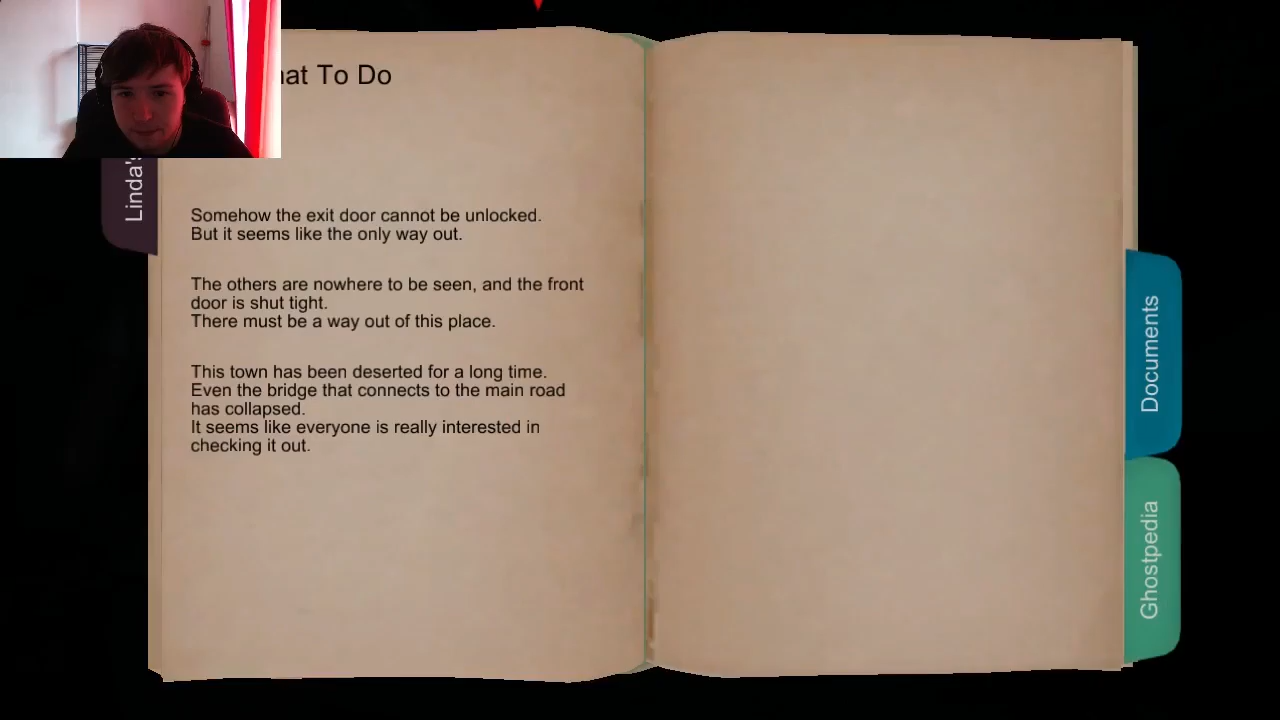 hat To Do
Linda's
Somehow the exit door cannot be unlocked.
But it seems like the only way out.
The others are nowhere to be seen, and the front
door is shut tight.
There must be a way out of this place.
This town has been deserted for a long time.
Even the bridge that connects to the main road
has collapsed.
It seems like everyone is really interested in
checking it out.
Documents
Ghostpedia